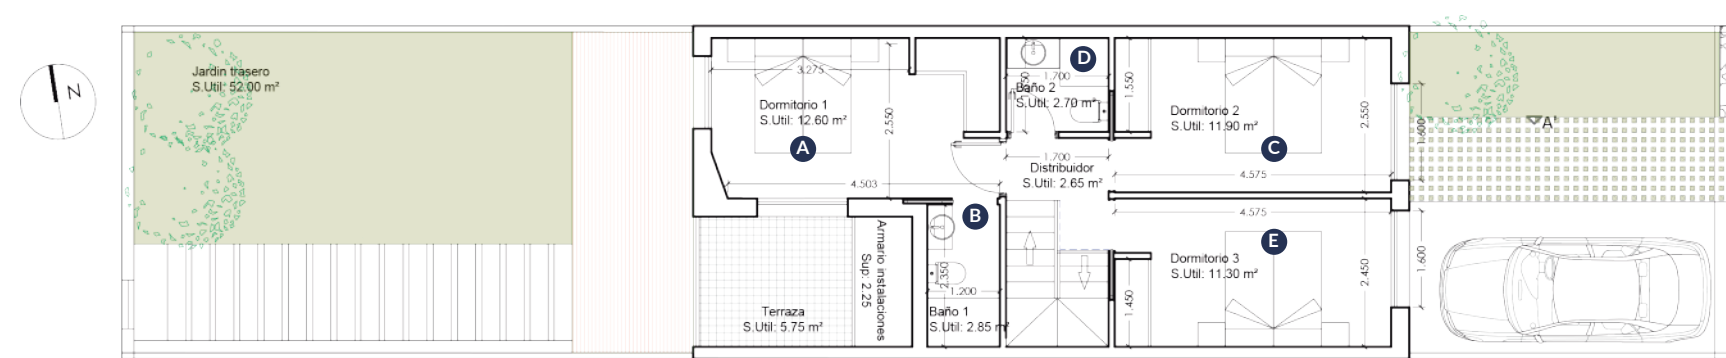 N
Jardin trasero
S.Util: 52.00 m²
3.275
Dormitorio 1
S.Util: 12.60 m²
A
2.550
4.503
D
1.700
Baño 2
S.Util: 2.70 m²
1.700
Distribuidor
S.Util: 2.65 m²
1.550
Dormitorio 2
S.Util: 11.90 m²
C
2.550
4.575
1.600
A'
B
2.350
1.200
Baño 1
S.Util: 2.85 m²
Armario instalaciones
Sup: 2.25
Terraza
S.Util: 5.75 m²
4.575
E
Dormitorio 3
S.Util: 11.30 m²
1.450
2.450
1.600